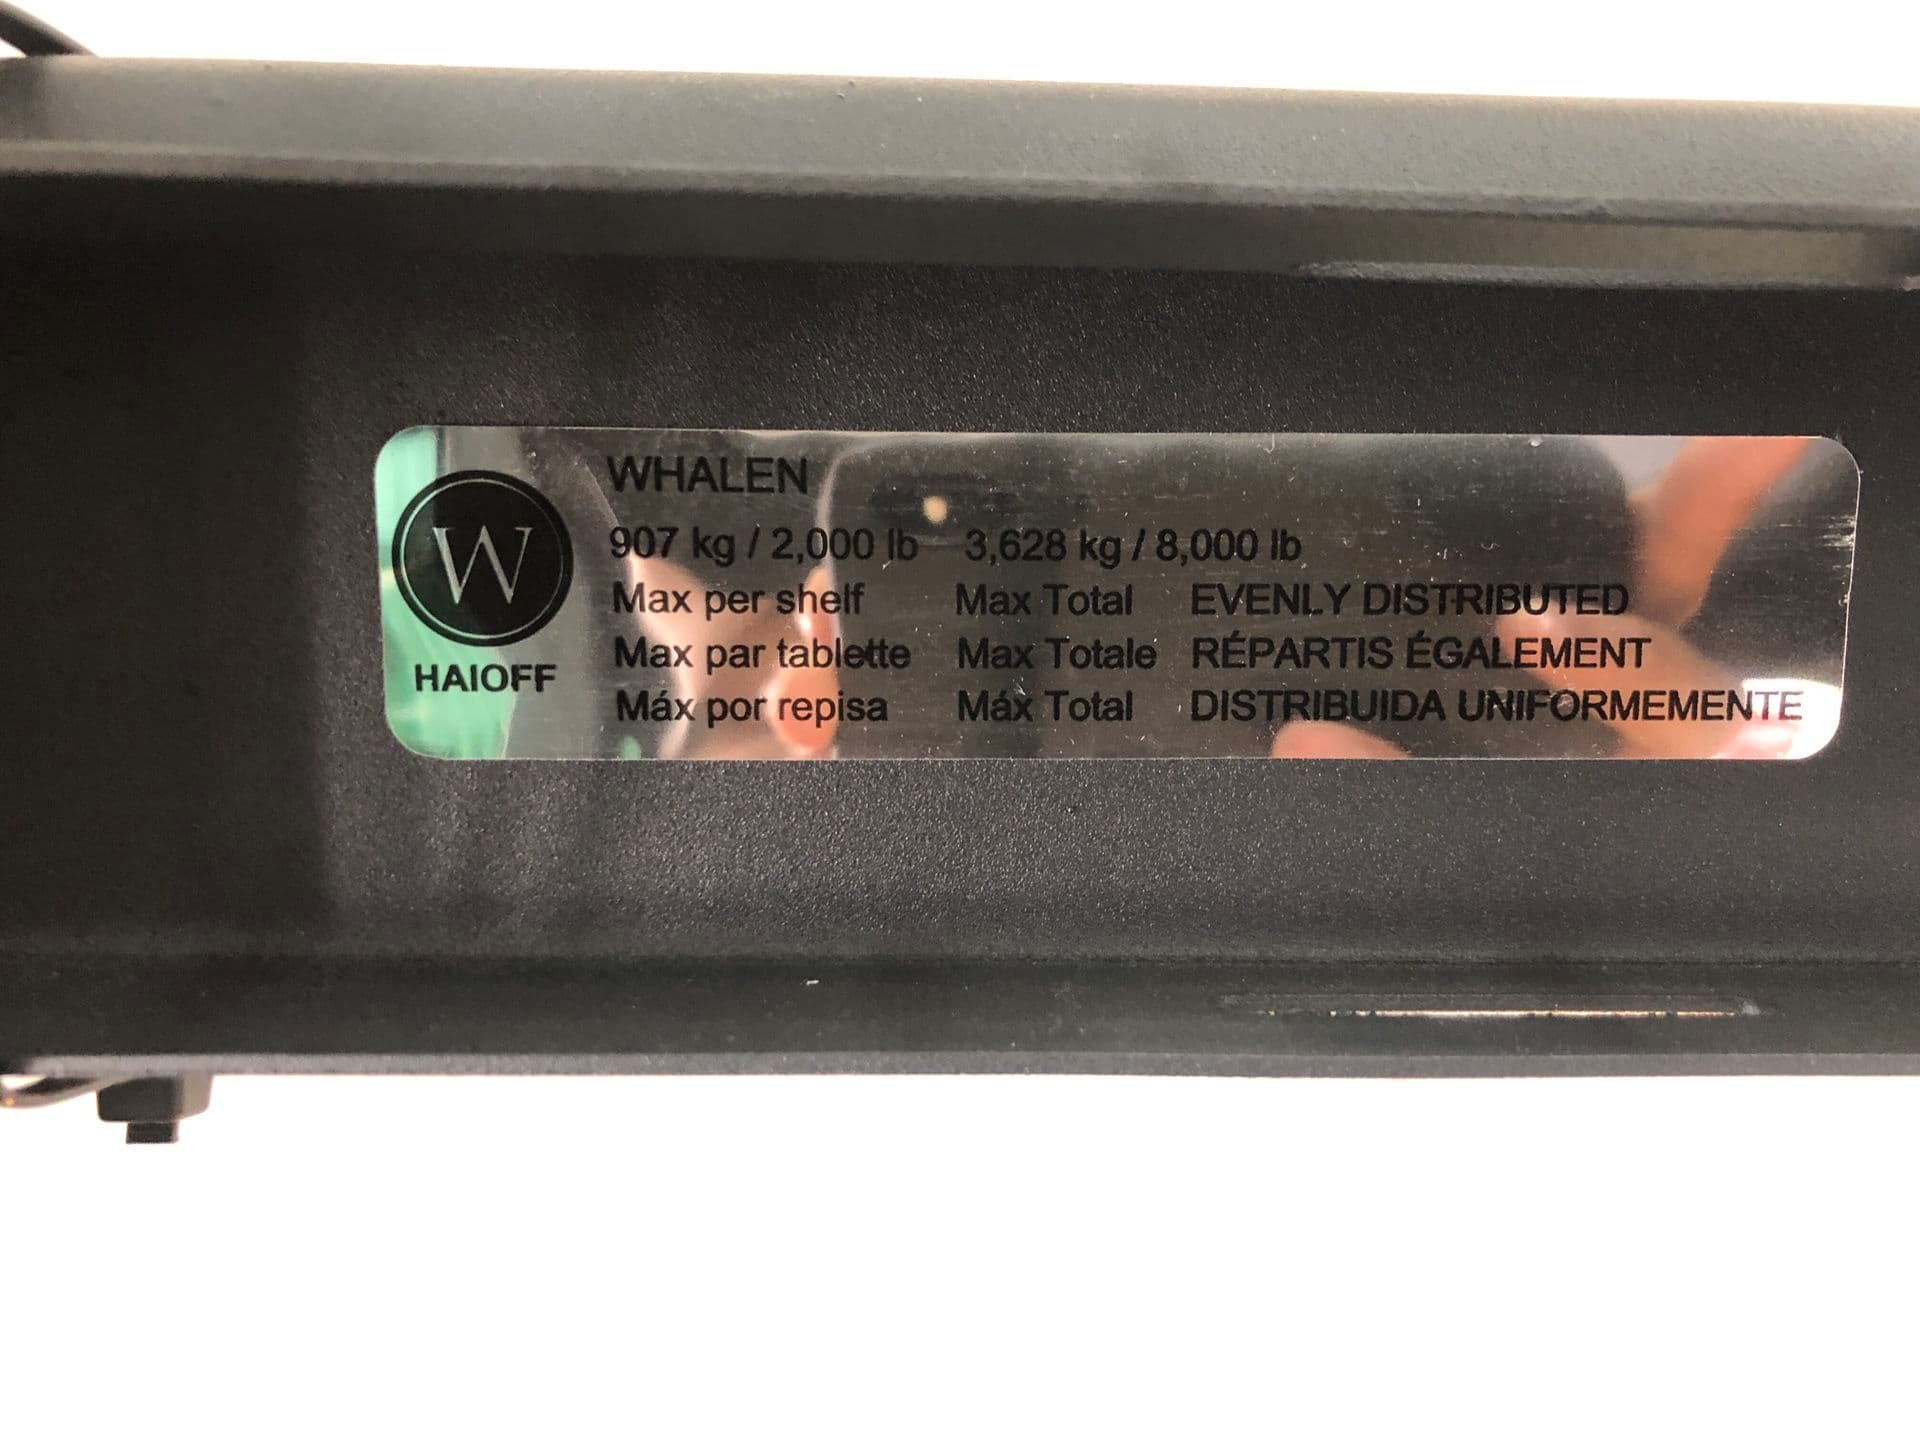 WHALEN
W
HAIOFF
907 kg / 2,000 lb 3,628 kg / 8,000 lb
Max per shelf Max Total EVENLY DISTRIBUTED
Max par tablette Max Totale RÉPARTIS ÉGALEMENT
Máx por repisa Máx Total DISTRIBUIDA UNIFORMEMENTE